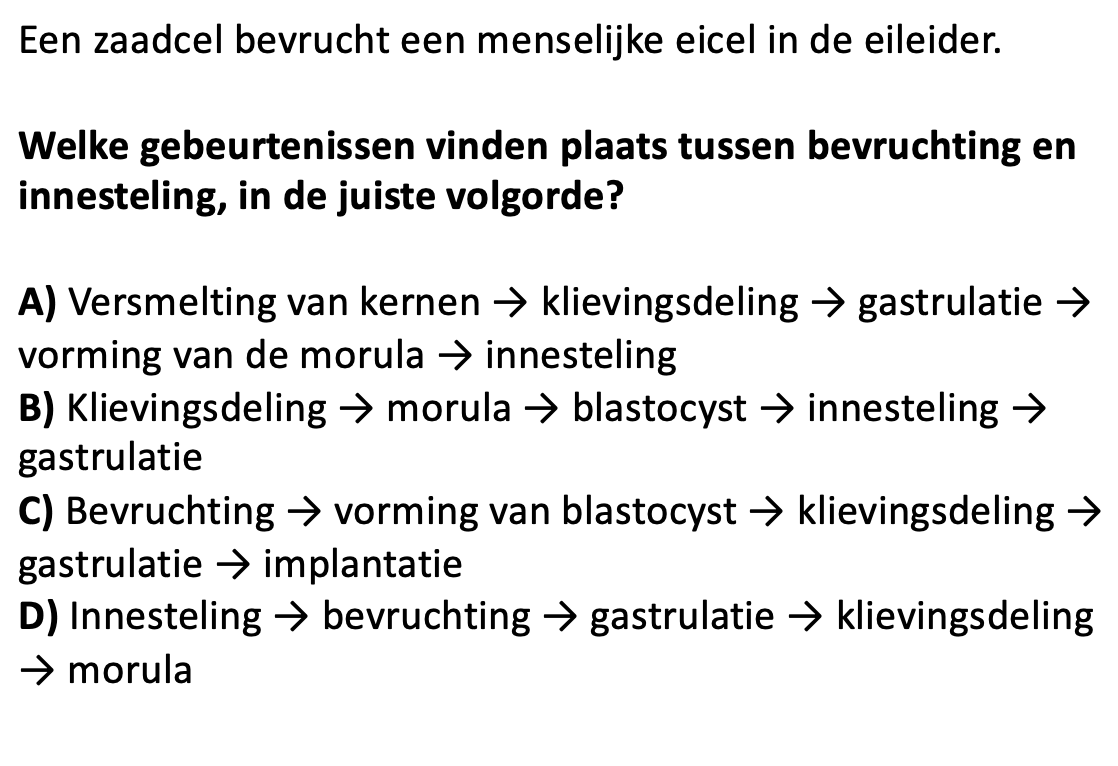 Een zaadcel bevrucht een menselijke eicel in de eileider.
Welke gebeurtenissen vinden plaats tussen bevruchting en
innesteling, in de juiste volgorde?
A) Versmelting van kernen → klievingsdeling → gastrulatie →
vorming van de morula → innesteling
B) Klievingsdeling → morula → blastocyst → innesteling →
gastrulatie
C) Bevruchting → vorming van blastocyst → klievingsdeling →
gastrulatie → implantatie
D) Innesteling → bevruchting → gastrulatie → klievingsdeling
→ morula